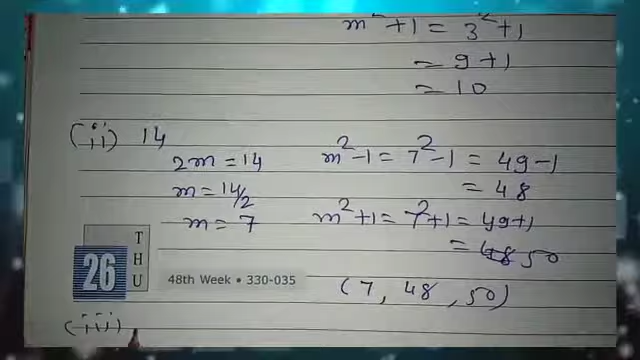 m²+1 = 3²+1
= 9+1
= 10
(ii) 14
2m = 14 m²-1 = 7²-1 = 49-1
m = 14/2 = 48
m = 7 m²+1 = 7²+1 = 49+1
= 48 50
THU
26 48th Week • 330-035
(7, 48, 50)
(iii)